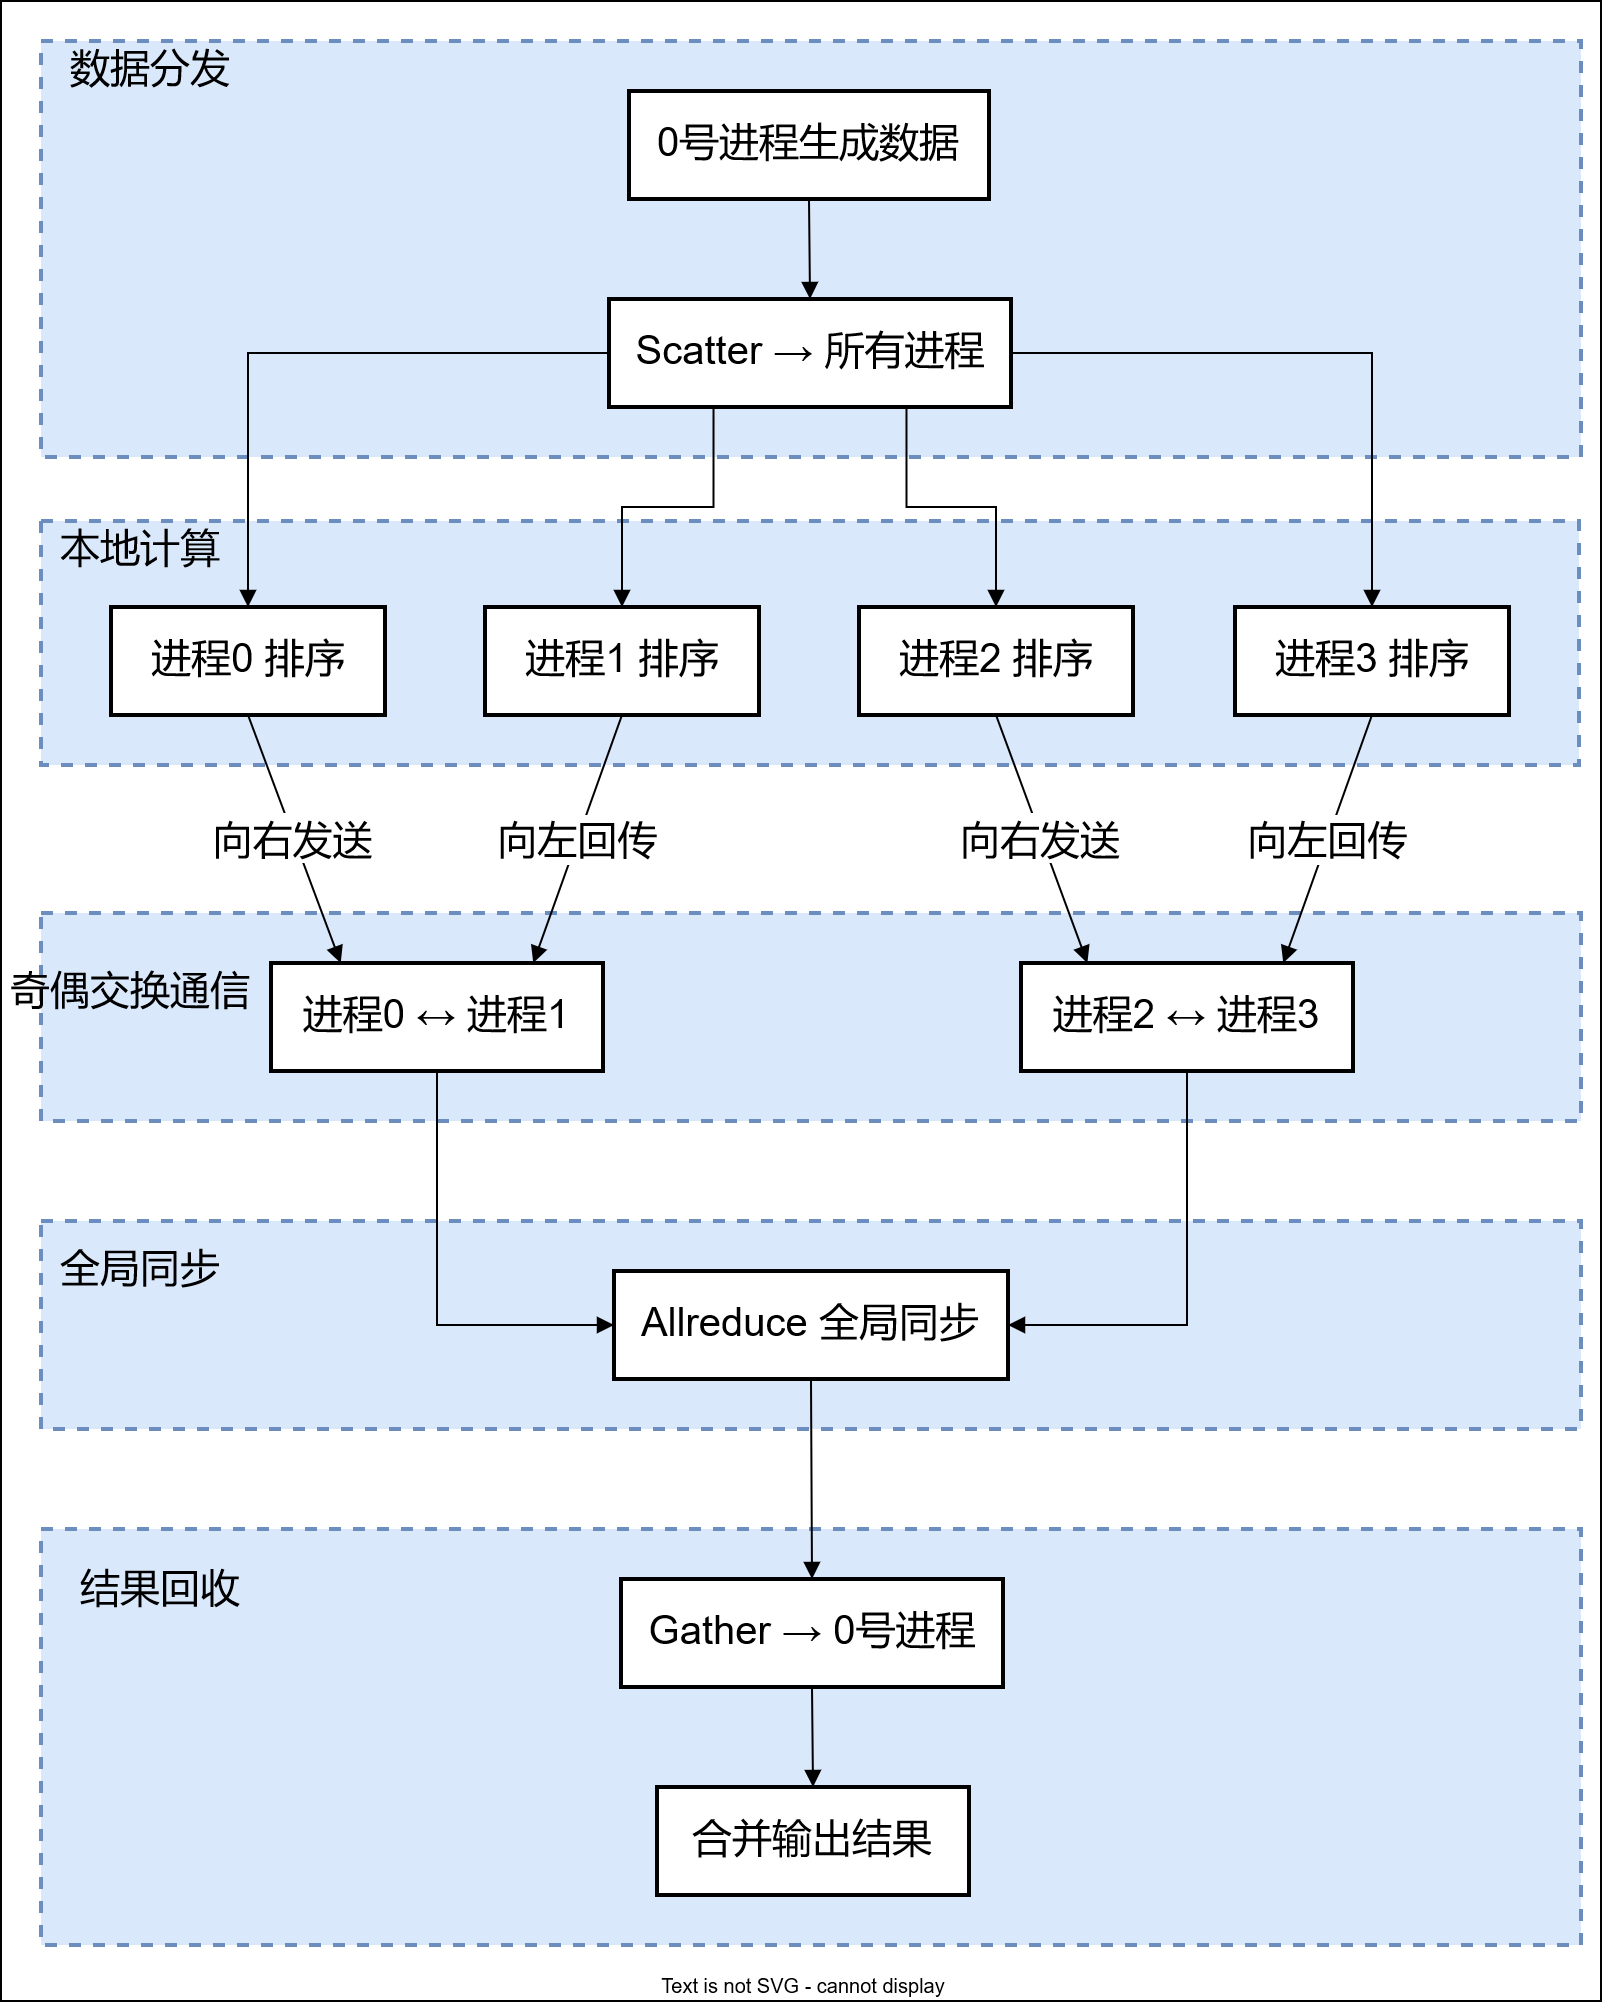 数据分发
0号进程生成数据
Scatter → 所有进程
本地计算
进程0 排序
进程1 排序
进程2 排序
进程3 排序
向右发送
向左回传
向右发送
向左回传
奇偶交换通信
进程0 ↔ 进程1
进程2 ↔ 进程3
全局同步
Allreduce 全局同步
结果回收
Gather → 0号进程
合并输出结果
Text is not SVG - cannot display